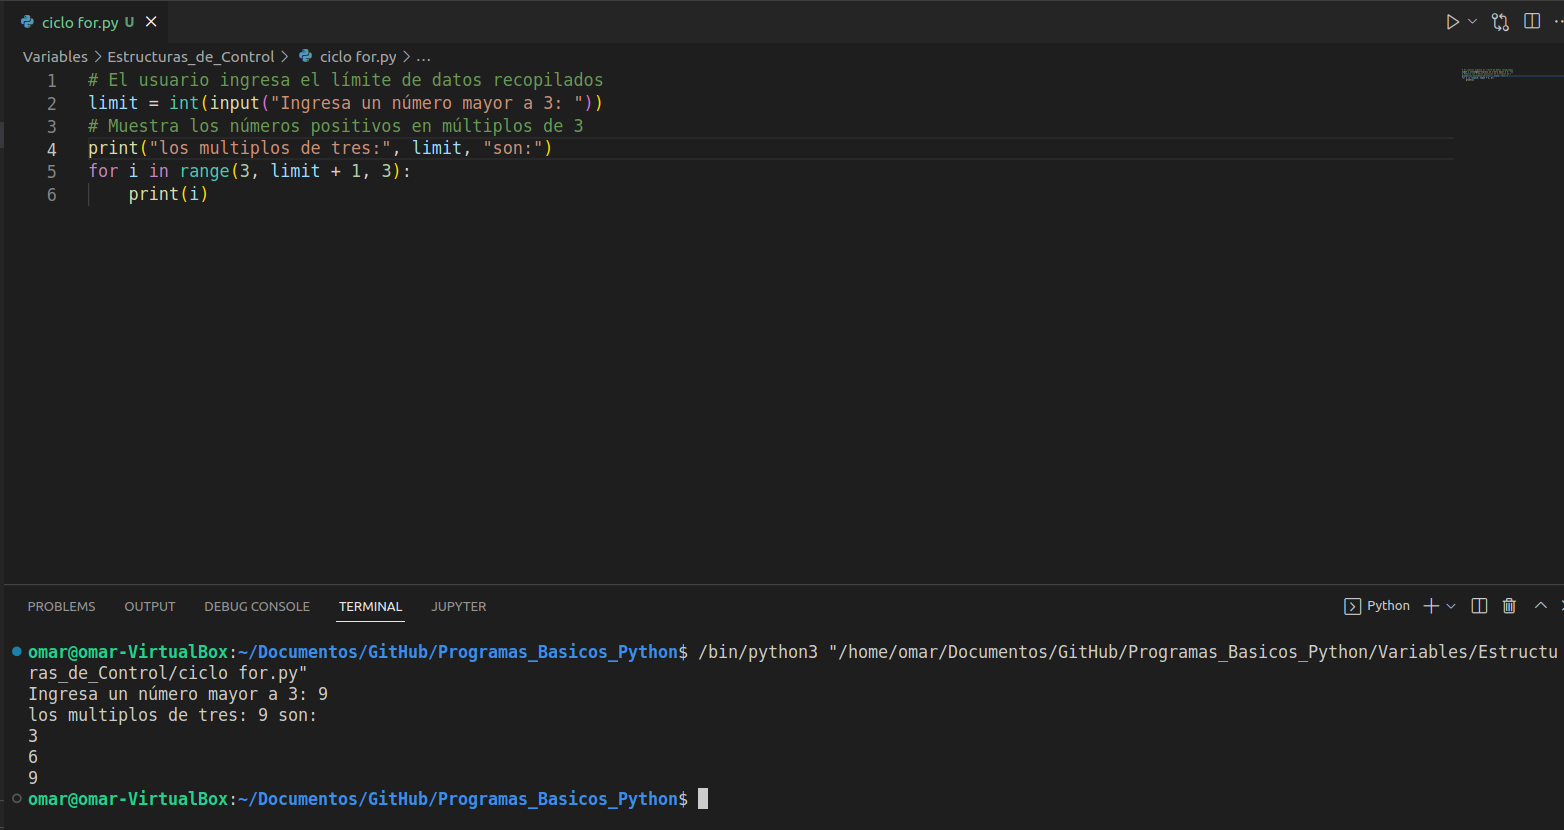 ciclo for.py U
Variables > Estructuras_de_Control > ciclo for.py > ...
1 # El usuario ingresa el límite de datos recopilados
2 limit = int(input("Ingresa un número mayor a 3: "))
3 # Muestra los números positivos en múltiplos de 3
4 print("los multiplos de tres:", limit, "son:")
5 for i in range(3, limit + 1, 3):
6     print(i)
PROBLEMS OUTPUT DEBUG CONSOLE TERMINAL JUPYTER Python
omar@omar-VirtualBox:~/Documentos/GitHub/Programas_Basicos_Python$ /bin/python3 "/home/omar/Documentos/GitHub/Programas_Basicos_Python/Variables/Estructu
ras_de_Control/ciclo for.py"
Ingresa un número mayor a 3: 9
los multiplos de tres: 9 son:
3
6
9
omar@omar-VirtualBox:~/Documentos/GitHub/Programas_Basicos_Python$